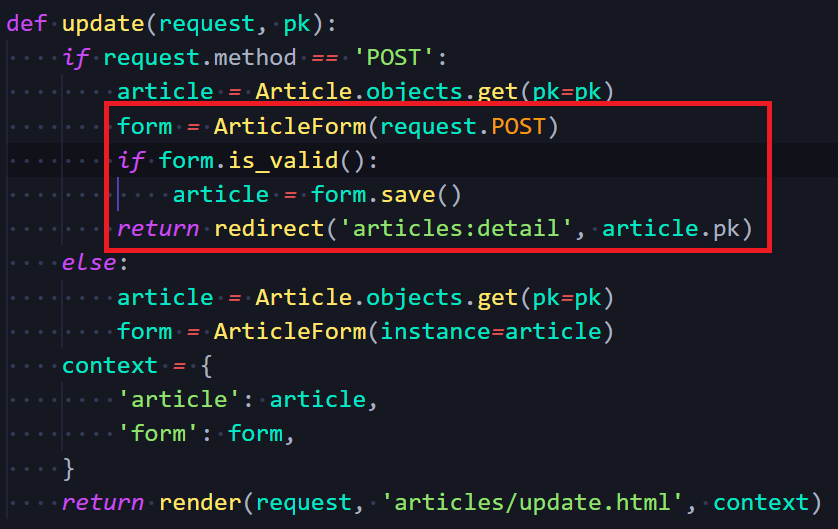 def update(request, pk):
    if request.method == 'POST':
        article = Article.objects.get(pk=pk)
        form = ArticleForm(request.POST)
        if form.is_valid():
            article = form.save()
        return redirect('articles:detail', article.pk)
    else:
        article = Article.objects.get(pk=pk)
        form = ArticleForm(instance=article)
    context = {
        'article': article,
        'form': form,
    }
    return render(request, 'articles/update.html', context)